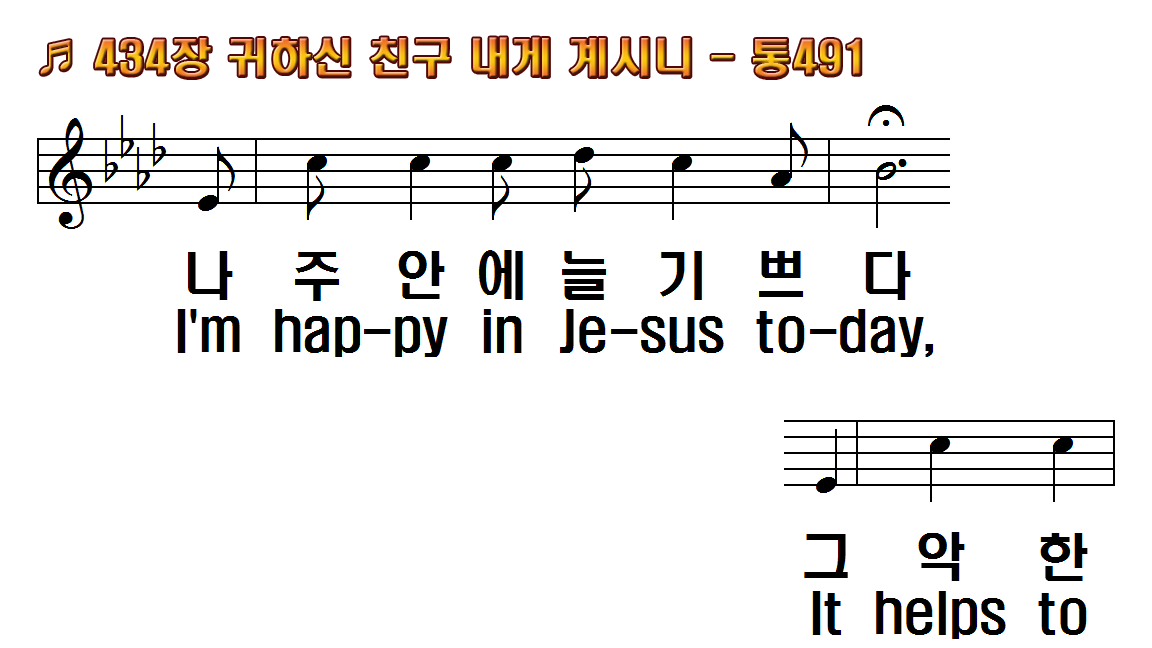 ♬ 434장 귀하신 친구 내게 계시니 - 통491
나 주 안 에 늘 기 쁘 다
I'm hap-py in Je-sus to-day,
그 악 한
It helps to